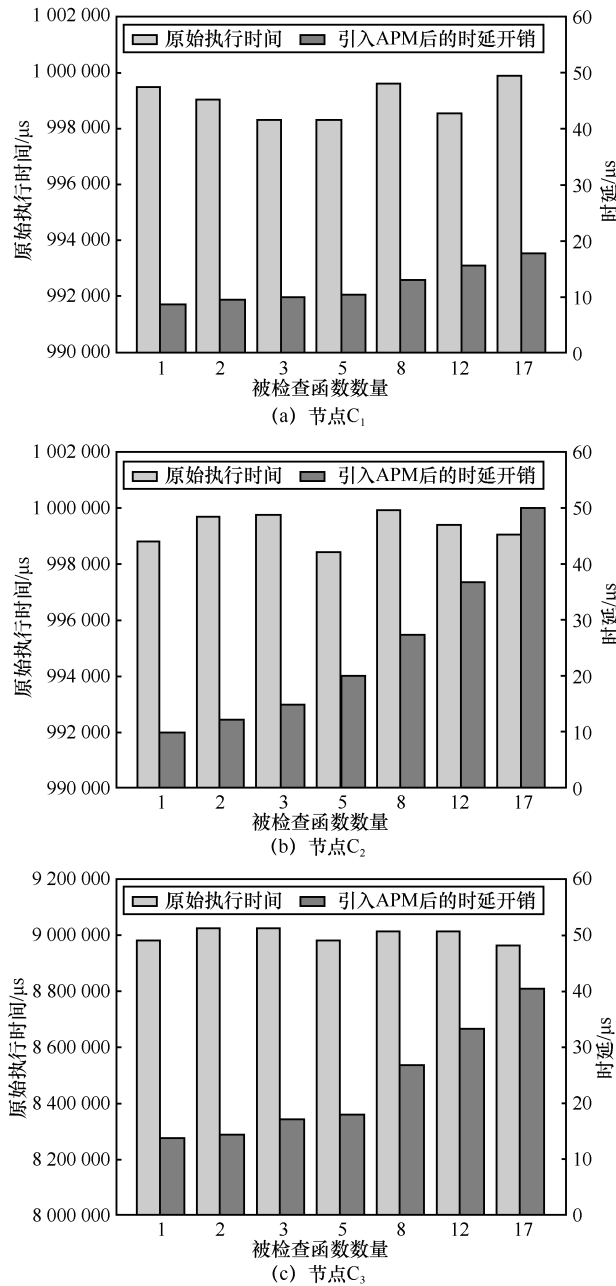 1 002 000
1 000 000
998 000
996 000
994 000
992 000
990 000
原始执行时间/μs
原始执行时间 引入APM后的时延开销
60
50
40
30
20
10
0
时延/μs
1 2 3 5 8 12 17
被检查函数数量
(a) 节点C₁
1 002 000
1 000 000
998 000
996 000
994 000
992 000
990 000
原始执行时间/μs
原始执行时间 引入APM后的时延开销
60
50
40
30
20
10
0
时延/μs
1 2 3 5 8 12 17
被检查函数数量
(b) 节点C₂
9 200 000
9 000 000
8 800 000
8 600 000
8 400 000
8 200 000
8 000 000
原始执行时间/μs
原始执行时间 引入APM后的时延开销
60
50
40
30
20
10
0
时延/μs
1 2 3 5 8 12 17
被检查函数数量
(c) 节点C₃